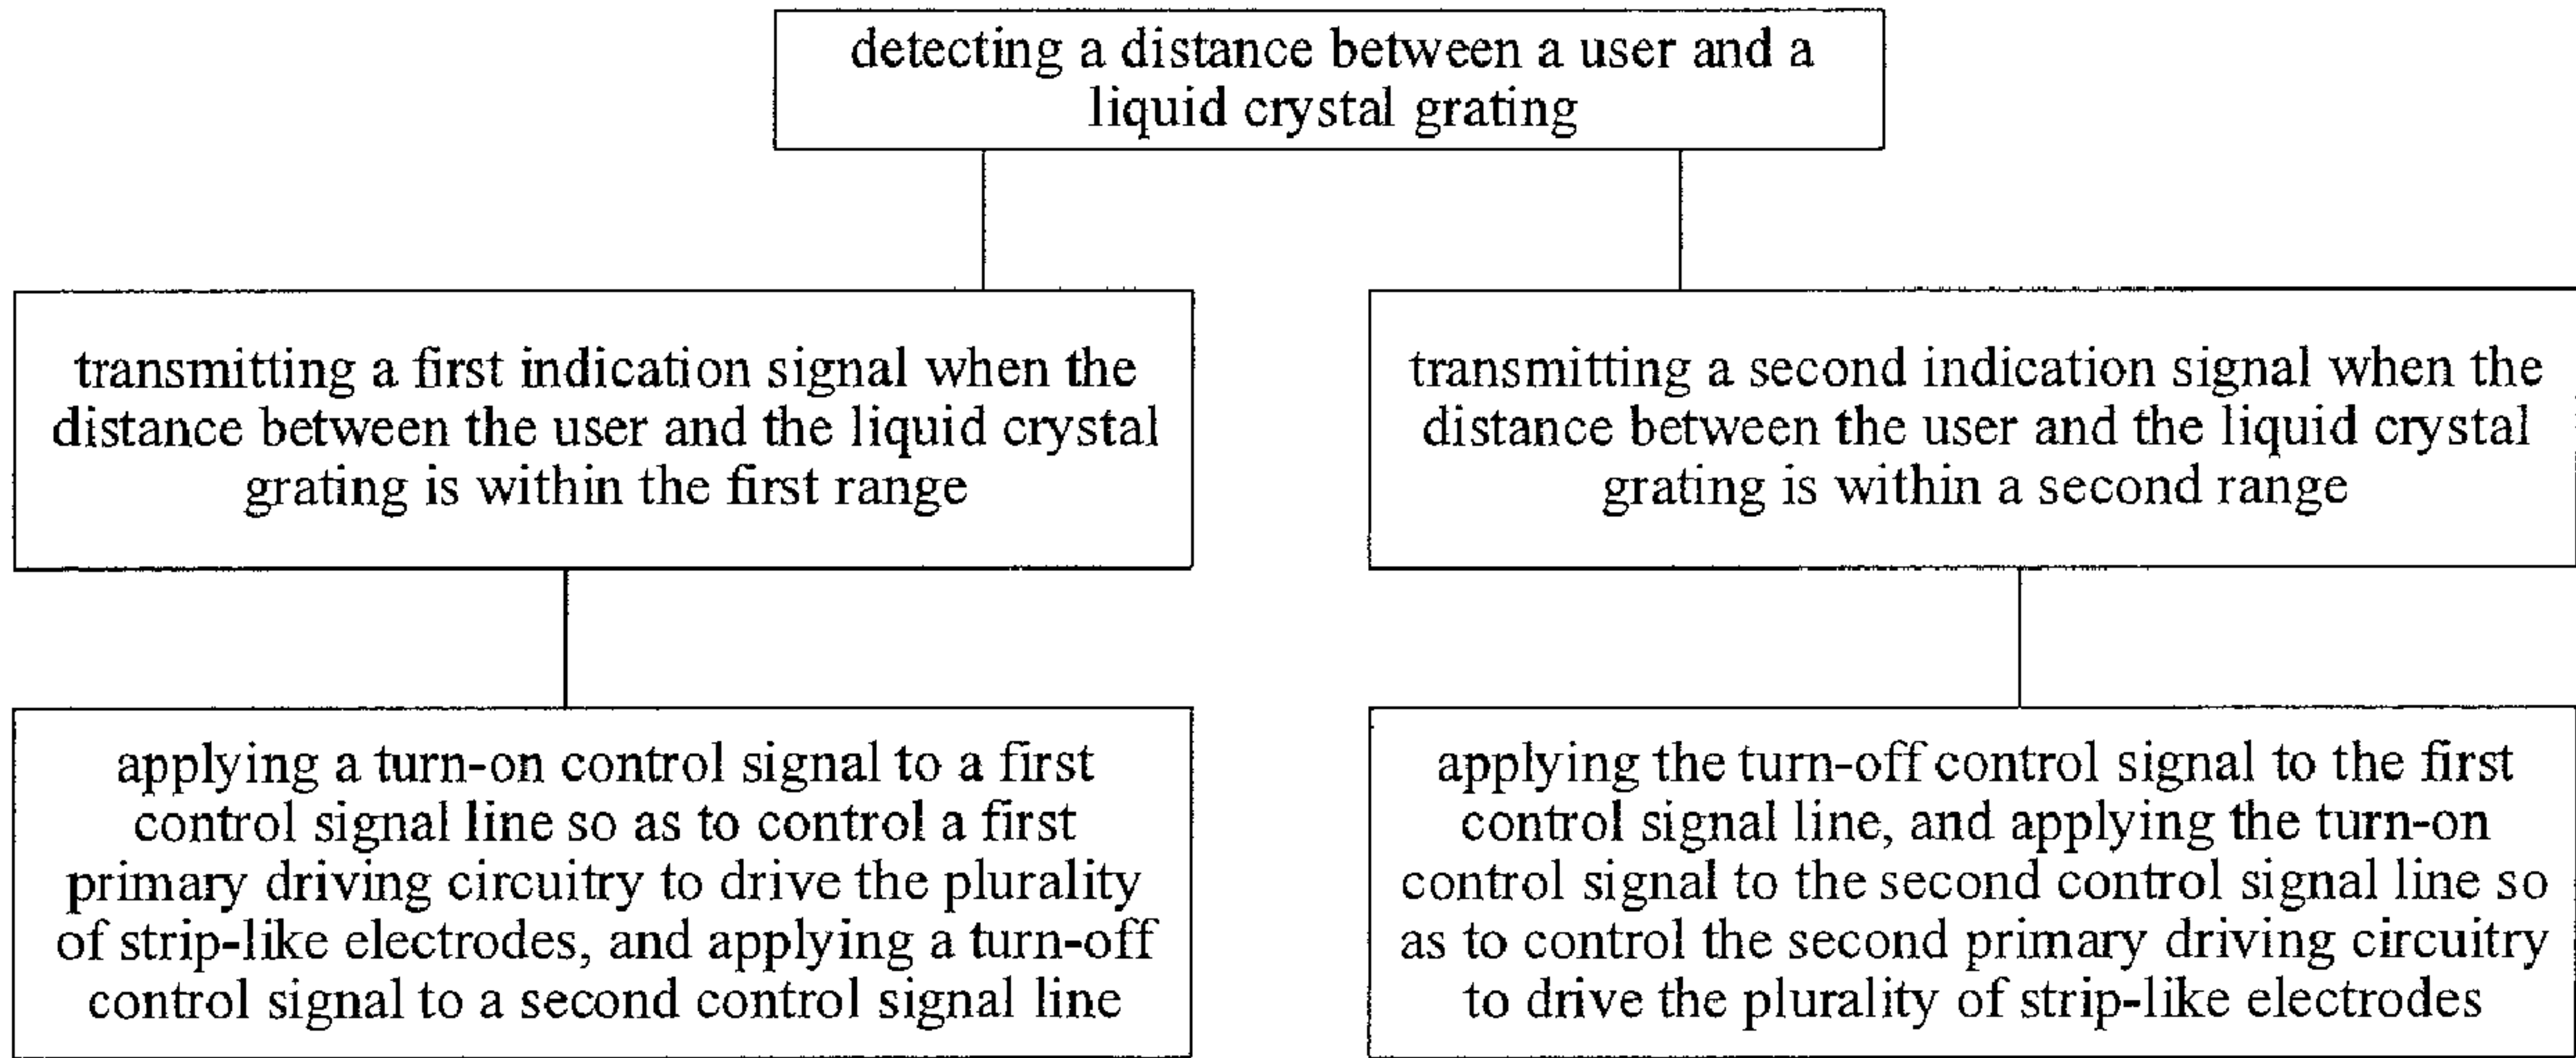 detecting a distance between a user and a
liquid crystal grating
transmitting a first indication signal when the
distance between the user and the liquid crystal
grating is within the first range
transmitting a second indication signal when the
distance between the user and the liquid crystal
grating is within a second range
applying a turn-on control signal to a first
control signal line so as to control a first
primary driving circuitry to drive the plurality
of strip-like electrodes, and applying a turn-off
control signal to a second control signal line
applying the turn-off control signal to the first
control signal line, and applying the turn-on
control signal to the second control signal line so
as to control the second primary driving circuitry
to drive the plurality of strip-like electrodes